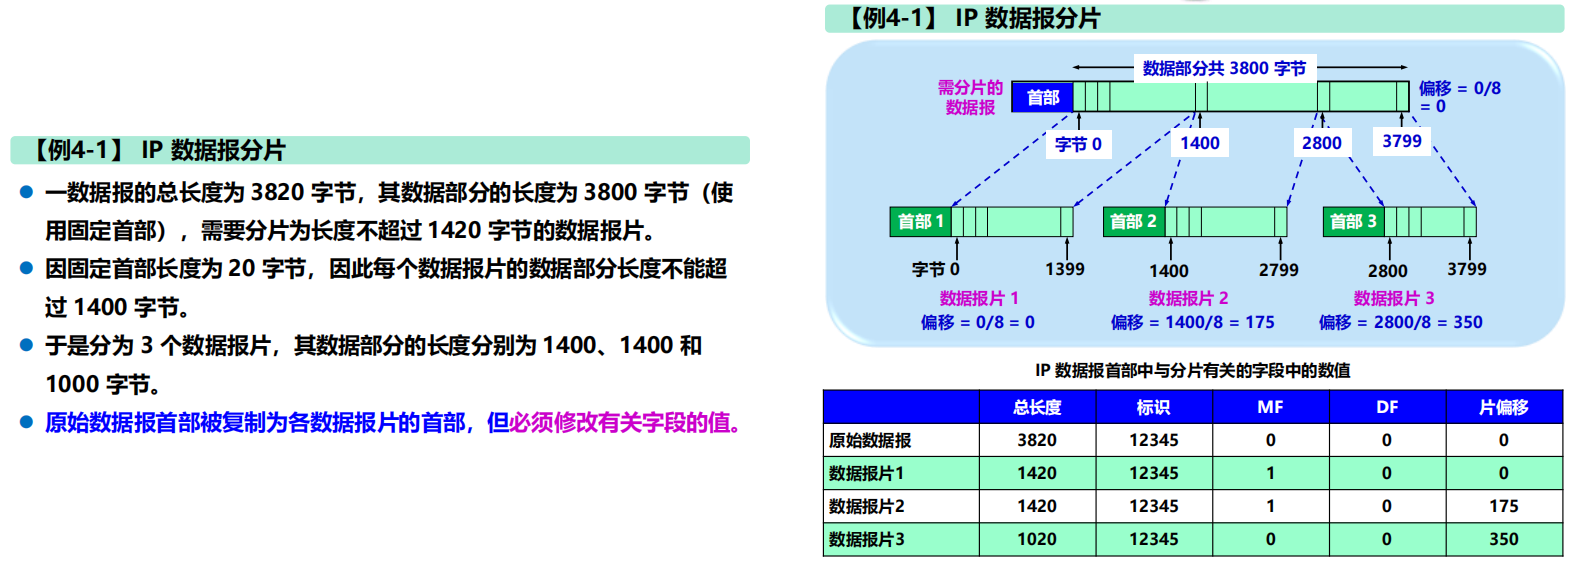 【例4-1】 IP 数据报分片
一数据报的总长度为 3820 字节，其数据部分的长度为 3800 字节（使
用固定首部），需要分片为长度不超过 1420 字节的数据报片。
因固定首部长度为 20 字节，因此每个数据报片的数据部分长度不能超
过 1400 字节。
于是分为 3 个数据报片，其数据部分的长度分别为 1400、1400 和
1000 字节。
原始数据报首部被复制为各数据报片的首部，但必须修改有关字段的值。
【例4-1】 IP 数据报分片
数据部分共 3800 字节
需分片的
数据报
首部
偏移 = 0/8
= 0
字节 0
1400
2800
3799
首部 1
首部 2
首部 3
字节 0
1399
1400
2799
2800
3799
数据报片 1
数据报片 2
数据报片 3
偏移 = 0/8 = 0
偏移 = 1400/8 = 175
偏移 = 2800/8 = 350
IP 数据报首部中与分片有关的字段中的数值
总长度 标识 MF DF 片偏移
原始数据报 3820 12345 0 0 0
数据报片1 1420 12345 1 0 0
数据报片2 1420 12345 1 0 175
数据报片3 1020 12345 0 0 350